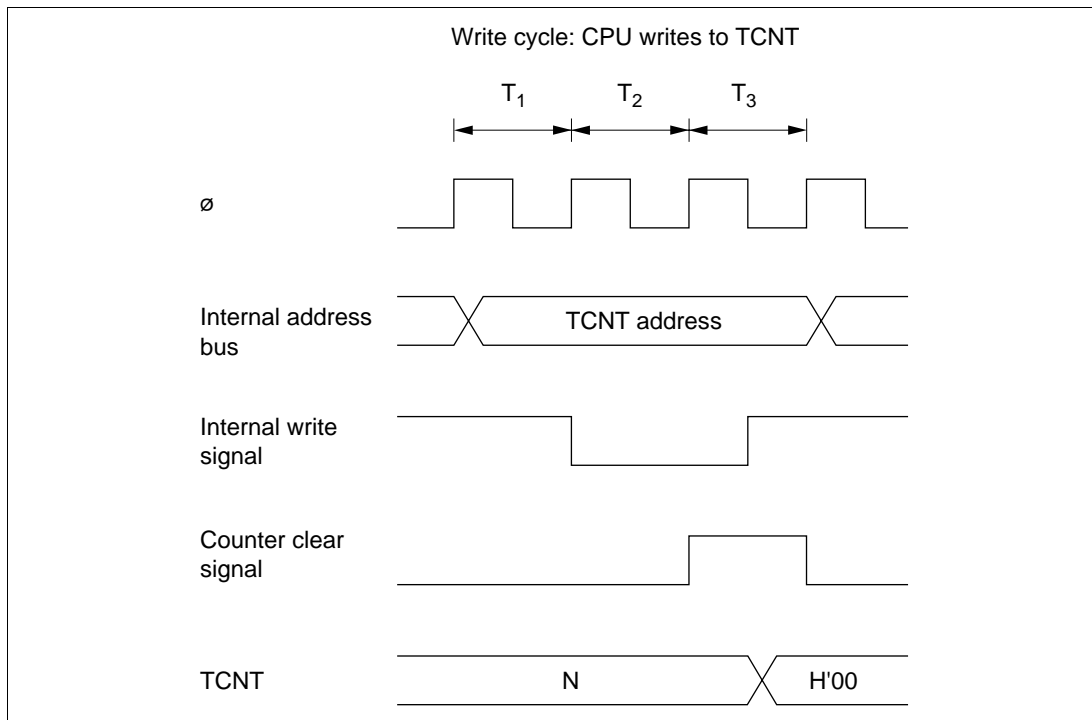 Write cycle: CPU writes to TCNT
T₁ T₂ T₃
ø
Internal address
bus
TCNT address
Internal write
signal
Counter clear
signal
TCNT N H'00